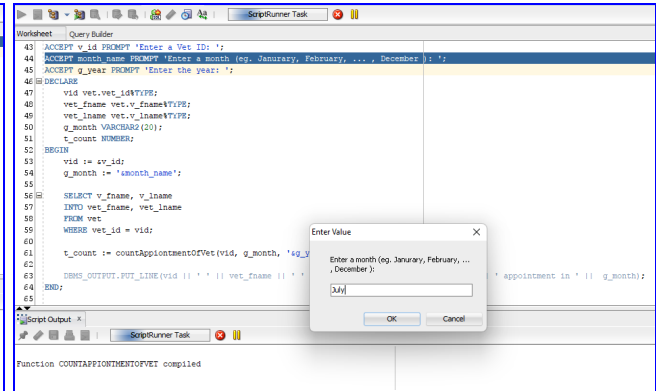 ScriptRunner Task
Worksheet Query Builder
43 ACCEPT v_id PROMPT 'Enter a Vet ID: ';
44 ACCEPT month_name PROMPT 'Enter a month (eg. Janurary, February, ... , December ): ';
45 ACCEPT g_year PROMPT 'Enter the year: ';
46 DECLARE
47 vid vet.vet_id%TYPE;
48 vet_fname vet.v_fname%TYPE;
49 vet_lname vet.v_lname%TYPE;
50 g_month VARCHAR2(20);
51 t_count NUMBER;
52 BEGIN
53 vid := &v_id;
54 g_month := '&month_name';
55
56 SELECT v_fname, v_lname
57 INTO vet_fname, vet_lname
58 FROM vet
59 WHERE vet_id = vid;
60
61 t_count := countAppiontmentOfVet(vid, g_month, '&g_y
62
63 DBMS_OUTPUT.PUT_LINE(vid || ' ' || vet_fname || ' ' ' appointment in ' || g_month);
64 END;
65
Enter Value
Enter a month (eg. Janurary, February, ...
, December ):
July
OK Cancel
Script Output
ScriptRunner Task
Function COUNTAPPIONTMENTOFVET compiled